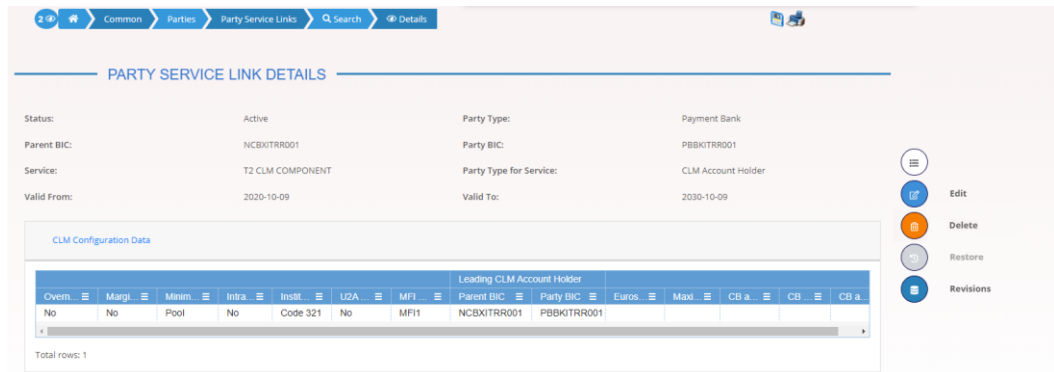 2 Common Parties Party Service Links Search Details
PARTY SERVICE LINK DETAILS
Status: Active Party Type: Payment Bank
Parent BIC: NCBXITRR001 Party BIC: PBBKITRR001
Service: T2 CLM COMPONENT Party Type for Service: CLM Account Holder
Valid From: 2020-10-09 Valid To: 2030-10-09
Edit
Delete
Restore
Revisions
CLM Configuration Data
Leading CLM Account Holder
Overn... Margi... Minim... Intra... Instit... U2A ... MFI ... Parent BIC Party BIC Euros... Maxi... CB a... CB ... CB a...
No No Pool No Code 321 No MFI1 NCBXITRR001 PBBKITRR001
Total rows: 1